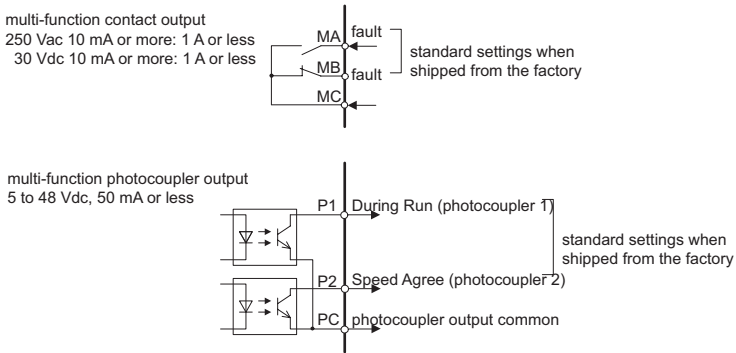 multi-function contact output
250 Vac 10 mA or more: 1 A or less
30 Vdc 10 mA or more: 1 A or less
MA fault
MB fault
MC
standard settings when
shipped from the factory
multi-function photocoupler output
5 to 48 Vdc, 50 mA or less
P1 During Run (photocoupler 1)
standard settings when
shipped from the factory
P2 Speed Agree (photocoupler 2)
PC photocoupler output common